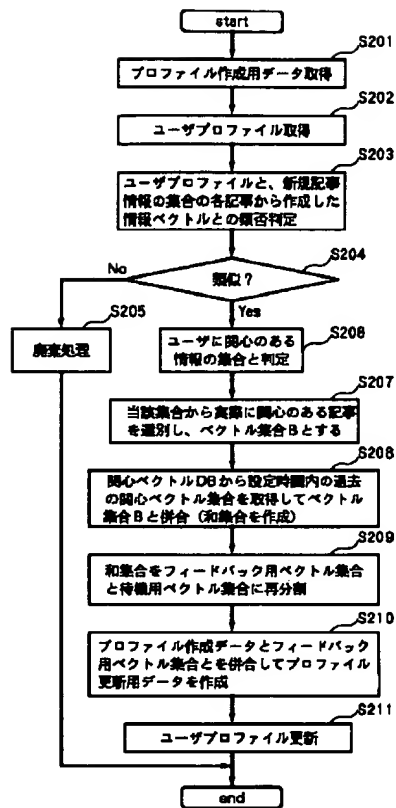 start
S201
プロファイル作成用データ取得
S202
ユーザプロファイル取得
S203
ユーザプロファイルと、新規記事
情報の集合の各記事から作成した
情報ベクトルとの類否判定
S204
No
類似？
S205
Yes
S206
廃棄処理
ユーザに関心のある
情報の集合と判定
S207
当該集合から実際に関心のある記事
を選別し、ベクトル集合Bとする
S208
関心ベクトルDBから設定時間内の過去
の関心ベクトル集合を取得してベクトル
集合Bと併合（和集合を作成）
S209
和集合をフィードバック用ベクトル集合
と待機用ベクトル集合に再分割
S210
プロファイル作成データとフィードバック
用ベクトル集合とを併合してプロファイル
更新用データを作成
S211
ユーザプロファイル更新
end